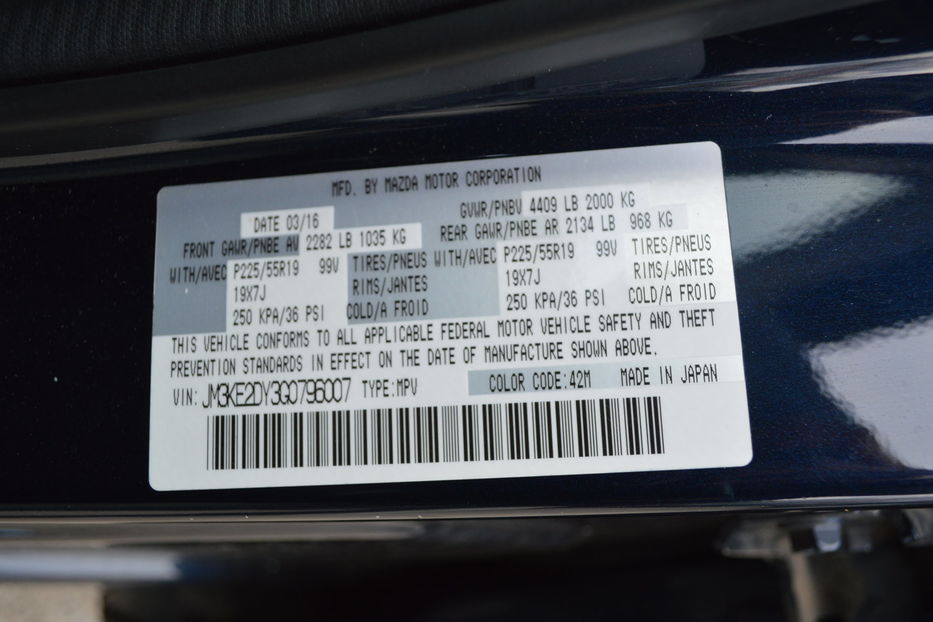 MFD. BY MAZDA MOTOR CORPORATION
DATE 03/16 GVWR/PNBV 4409 LB 2000 KG
FRONT GAWR/PNBE AV 2282 LB 1035 KG REAR GAWR/PNBE AR 2134 LB 968 KG
WITH/AVEC P225/55R19 99V TIRES/PNEUS WITH/AVEC P225/55R19 99V TIRES/PNEUS
19X7J RIMS/JANTES 19X7J RIMS/JANTES
250 KPA/36 PSI COLD/A FROID 250 KPA/36 PSI COLD/A FROID
THIS VEHICLE CONFORMS TO ALL APPLICABLE FEDERAL MOTOR VEHICLE SAFETY AND THEFT
PREVENTION STANDARDS IN EFFECT ON THE DATE OF MANUFACTURE SHOWN ABOVE.
VIN: JM3KE2DY3G0796007 TYPE:MPV COLOR CODE:42M MADE IN JAPAN